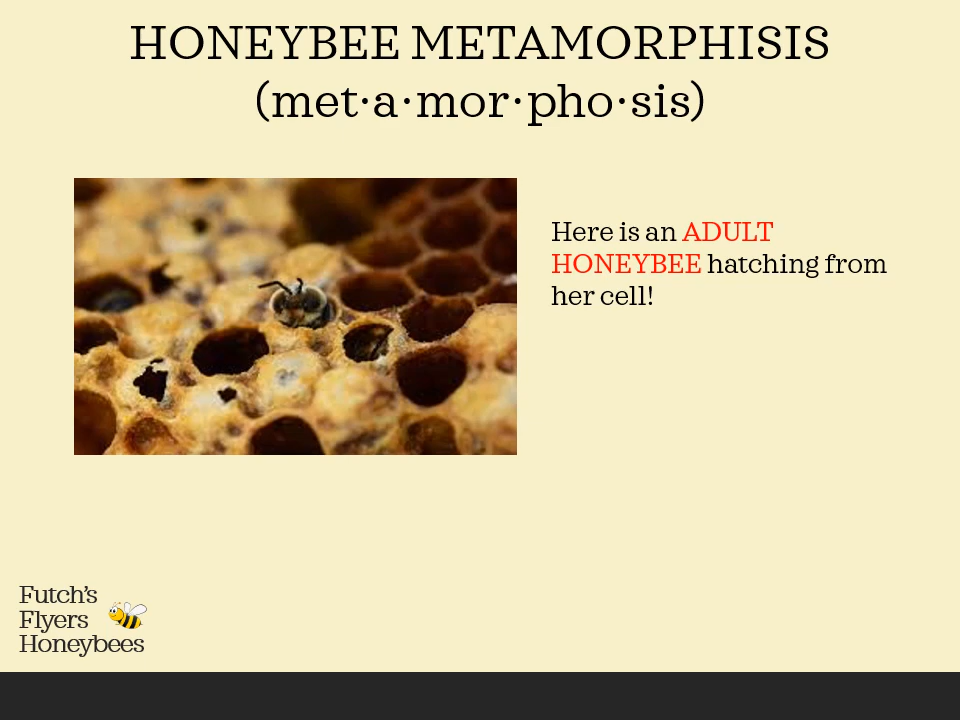 HONEYBEE METAMORPHISIS
(met·a·mor·pho·sis)
Here is an ADULT
HONEYBEE hatching from
her cell!
Futch's
Flyers
Honeybees